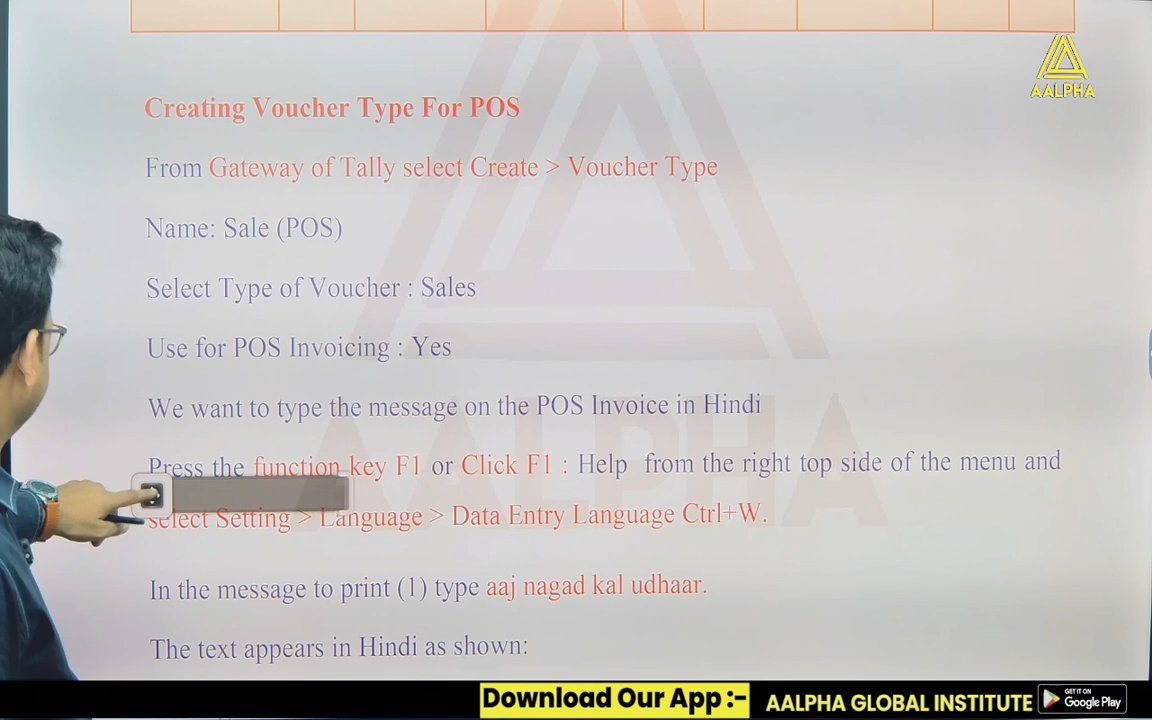 AALPHA
Creating Voucher Type For POS
From Gateway of Tally select Create > Voucher Type
Name: Sale (POS)
Select Type of Voucher : Sales
Use for POS Invoicing : Yes
We want to type the message on the POS Invoice in Hindi
Press the function key F1 or Click F1 : Help from the right top side of the menu and
select Setting > Language > Data Entry Language Ctrl+W.
In the message to print (1) type aaj nagad kal udhaar.
The text appears in Hindi as shown:
AALPHA
Download Our App :- AALPHA GLOBAL INSTITUTE GET IT ON Google Play